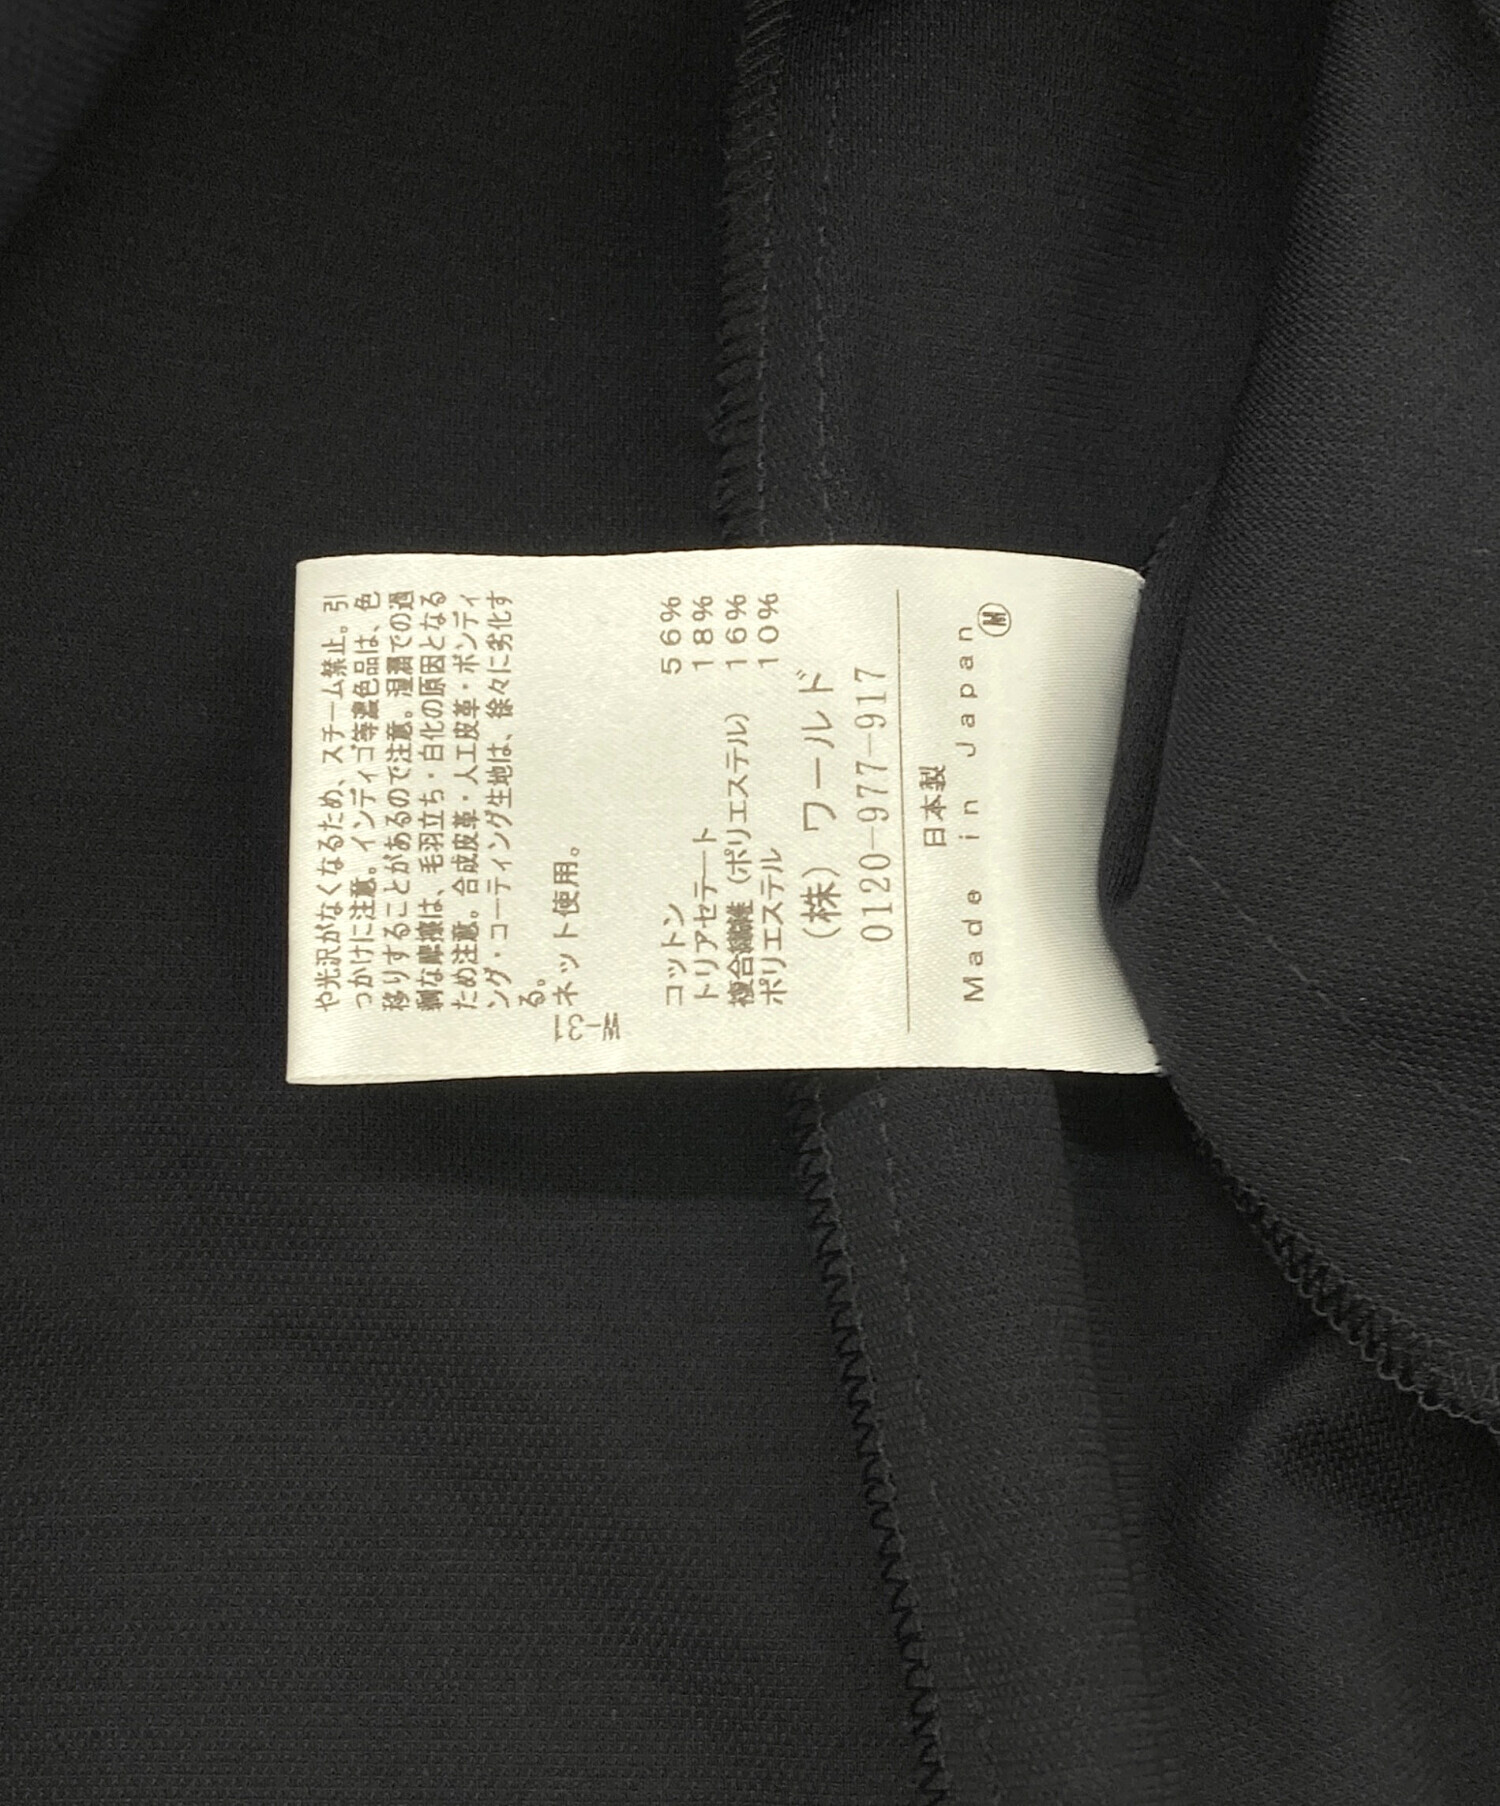 や光沢がなくなるため、スチーム禁止。引
っかけに注意。インディゴ等濃色品は、色
移りすることがあるので注意。湿潤での過
剰な摩擦は、毛羽立ち・白化の原因となる
ため注意。合成皮革・人工皮革・ボンディ
ング・コーティング生地は、徐々に劣化す
る。
ネット使用。
W-31
コットン 56%
トリアセテート 18%
複合繊維(ポリエステル) 16%
ポリエステル 10%
(株)ワールド
0120-977-917
日本製
Made in Japan
M